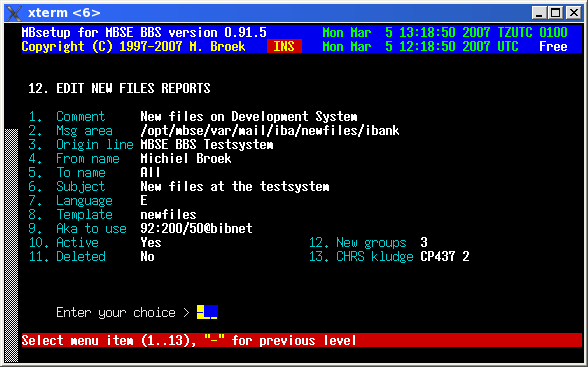 xterm <6>
MBsetup for MBSE BBS version 0.91.5 Mon Mar 5 13:18:50 2007 TZUTC 0100
Copyright (C) 1997-2007 M. Broek INS Mon Mar 5 12:18:50 2007 UTC Free
12. EDIT NEW FILES REPORTS
1. Comment New files on Development System
2. Msg area /opt/mbse/var/mail/iba/newfiles/ibank
3. Origin line MBSE BBS Testsystem
4. From name Michiel Broek
5. To name All
6. Subject New files at the testsystem
7. Language E
8. Template newfiles
9. Aka to use 92:200/50@bibnet
10. Active Yes 12. New groups 3
11. Deleted No 13. CHRS kludge CP437 2
Enter your choice > -
Select menu item (1..13), "-" for previous level